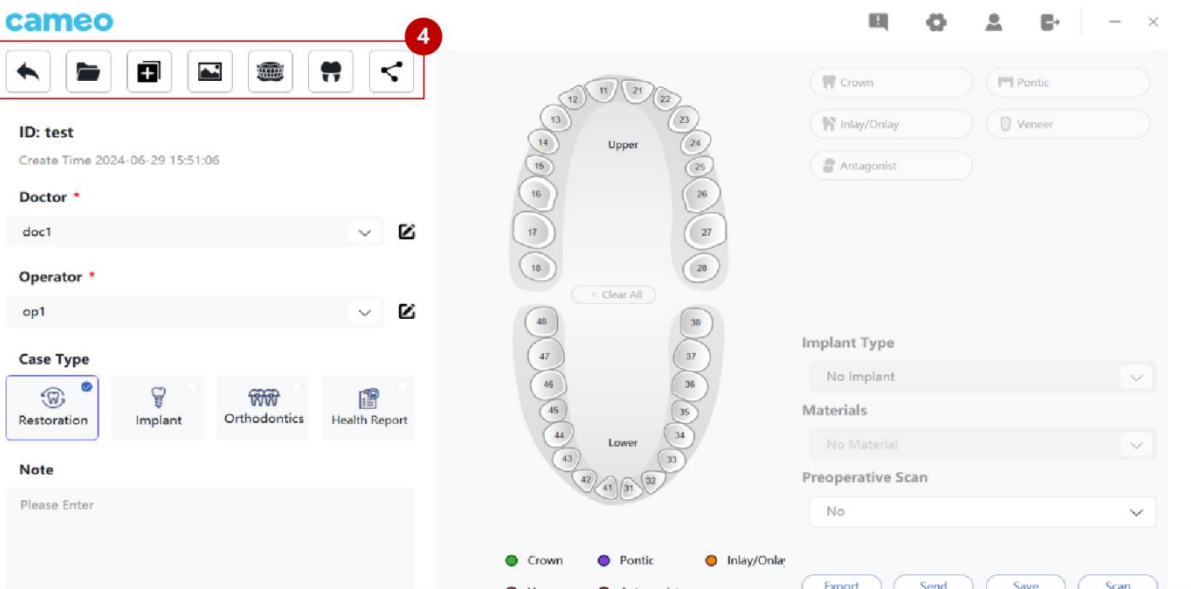 cameo
4
ID: test
Create Time 2024-06-29 15:51:06
Doctor *
doc1
Operator *
op1
Case Type
Restoration
Implant
Orthodontics
Health Report
Note
Please Enter
11 21
12 22
13 23
14 Upper 24
15 25
16 26
17 27
18 28
× Clear All
48 38
47 37
46 36
45 35
44 Lower 34
43 33
42 41 31 32
Crown Pontic Inlay/Onlay
Crown Pontic
Inlay/Onlay Veneer
Antagonist
Implant Type
No Implant
Materials
No Material
Preoperative Scan
No
Export Send Save Scan